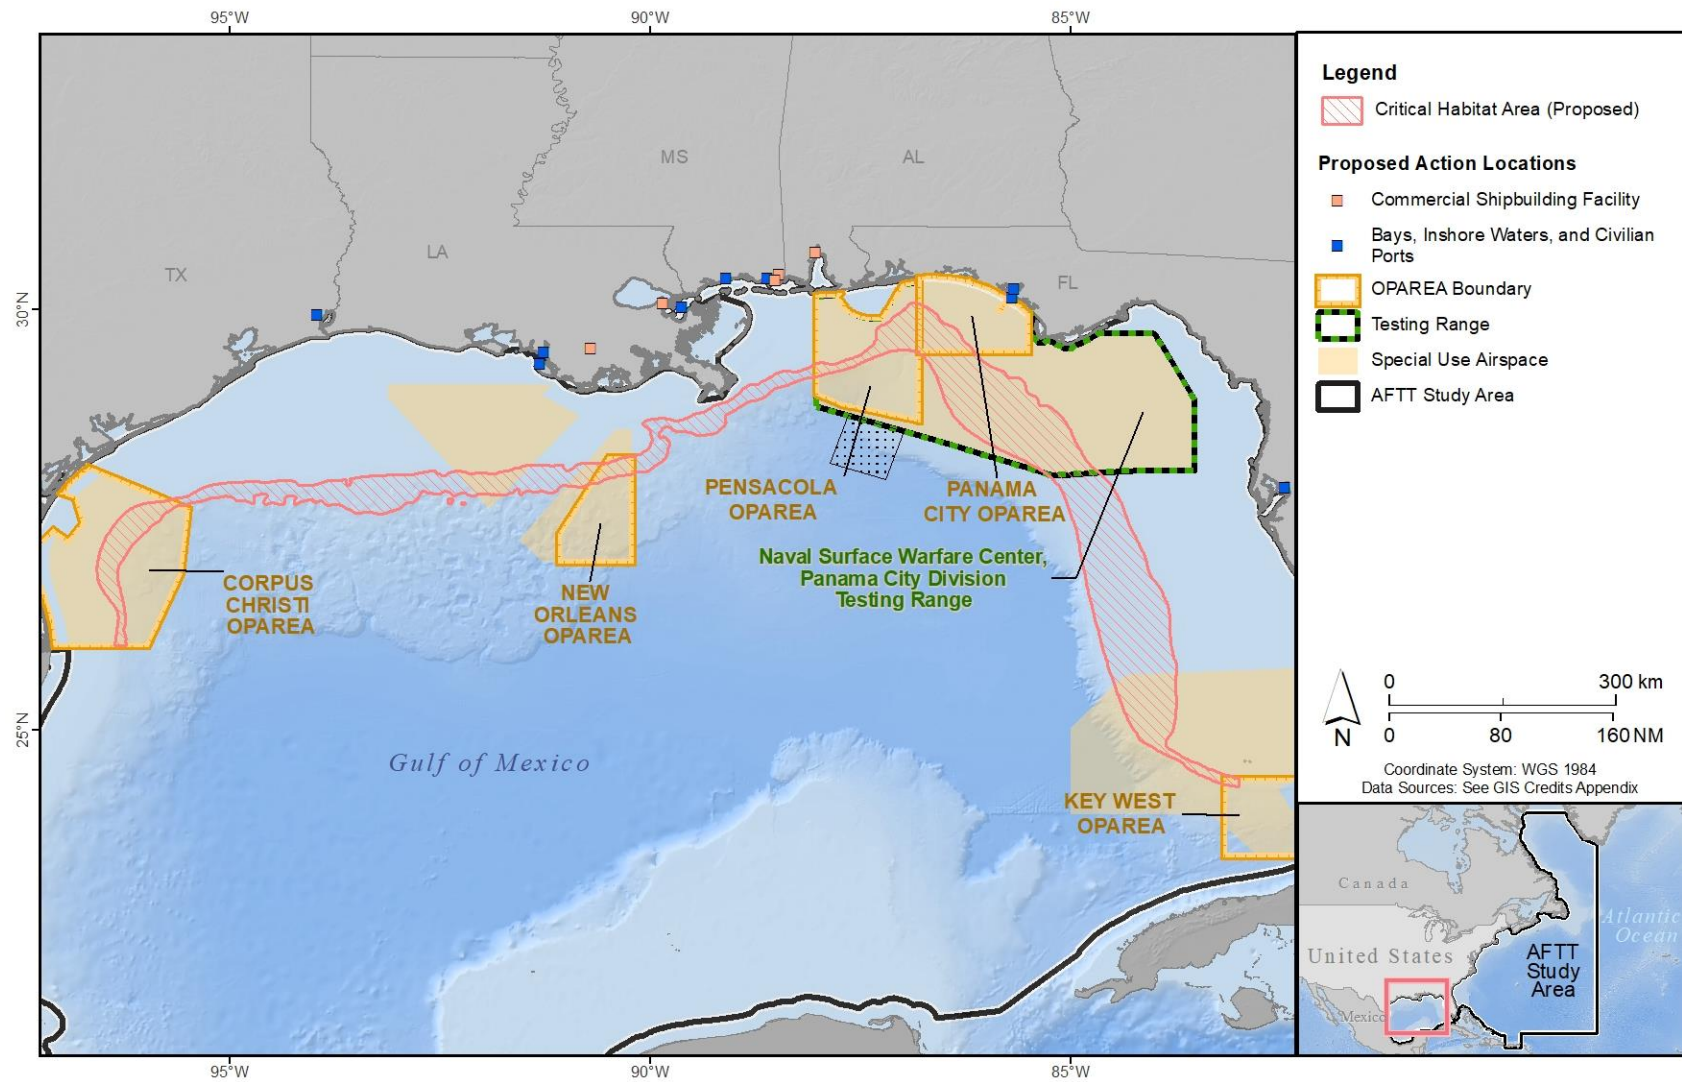 95°W
90°W
85°W
MS
AL
LA
TX
FL
30°N
25°N
PENSACOLA
OPAREA
PANAMA
CITY OPAREA
Naval Surface Warfare Center,
Panama City Division
Testing Range
CORPUS
CHRISTI
OPAREA
NEW
ORLEANS
OPAREA
Gulf of Mexico
KEY WEST
OPAREA
95°W
90°W
85°W
Legend
Critical Habitat Area (Proposed)
Proposed Action Locations
Commercial Shipbuilding Facility
Bays, Inshore Waters, and Civilian
Ports
OPAREA Boundary
Testing Range
Special Use Airspace
AFTT Study Area
N
0 300 km
0 80 160 NM
Coordinate System: WGS 1984
Data Sources: See GIS Credits Appendix
Canada
United States
Mexico
Atlantic
Ocean
AFTT
Study
Area